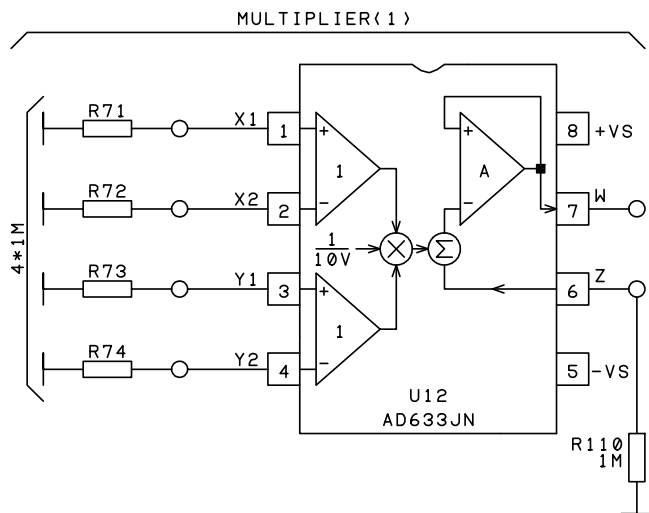 MULTIPLIER(1)
R71
X1
1
+
8
+VS
+
1
A
R72
X2
2
-
-
7
W
1
10V
×
Σ
4*1M
R73
Y1
3
+
6
Z
1
R74
Y2
4
-
5
-VS
U12
AD633JN
R110
1M